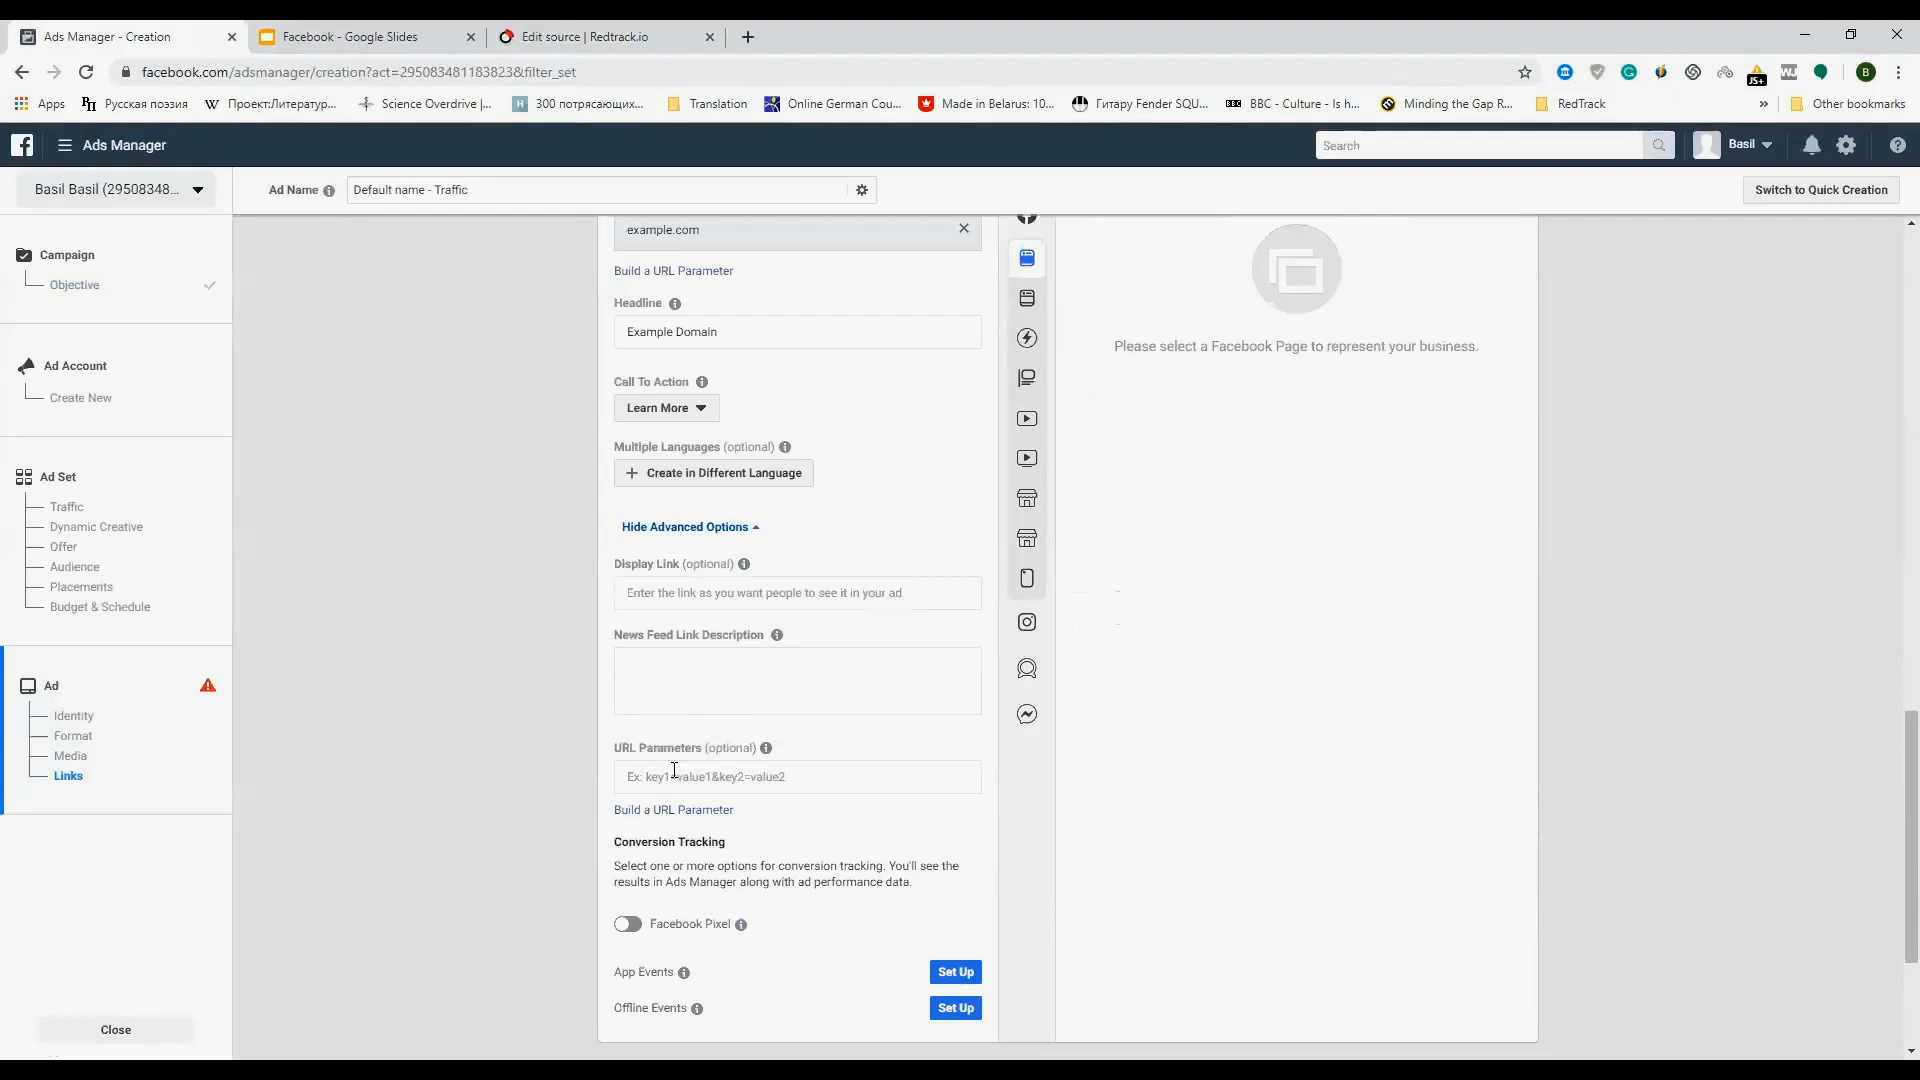 Ads Manager - Creation
Facebook - Google Slides
Edit source | Redtrack.io
facebook.com/adsmanager/creation?act=295083481183823&filter_set
JS+
B
Apps
Русская поэзия
Проект:Литератур...
Science Overdrive |...
300 потрясающих...
Translation
Online German Cou...
Made in Belarus: 10...
Гитару Fender SQU...
BBC - Culture - Is h...
Minding the Gap R...
RedTrack
»
Other bookmarks
Ads Manager
Search
Basil
Basil Basil (29508348...
Ad Name
Default name - Traffic
Switch to Quick Creation
Campaign
Objective
Ad Account
Create New
Ad Set
Traffic
Dynamic Creative
Offer
Audience
Placements
Budget & Schedule
Ad
Identity
Format
Media
Links
Close
example.com
Build a URL Parameter
Headline
Example Domain
Call To Action
Learn More
Multiple Languages (optional)
+ Create in Different Language
Hide Advanced Options
Display Link (optional)
Enter the link as you want people to see it in your ad
News Feed Link Description
URL Parameters (optional)
Ex: key1=value1&key2=value2
Build a URL Parameter
Conversion Tracking
Select one or more options for conversion tracking. You'll see the
results in Ads Manager along with ad performance data.
Facebook Pixel
App Events
Set Up
Offline Events
Set Up
Please select a Facebook Page to represent your business.